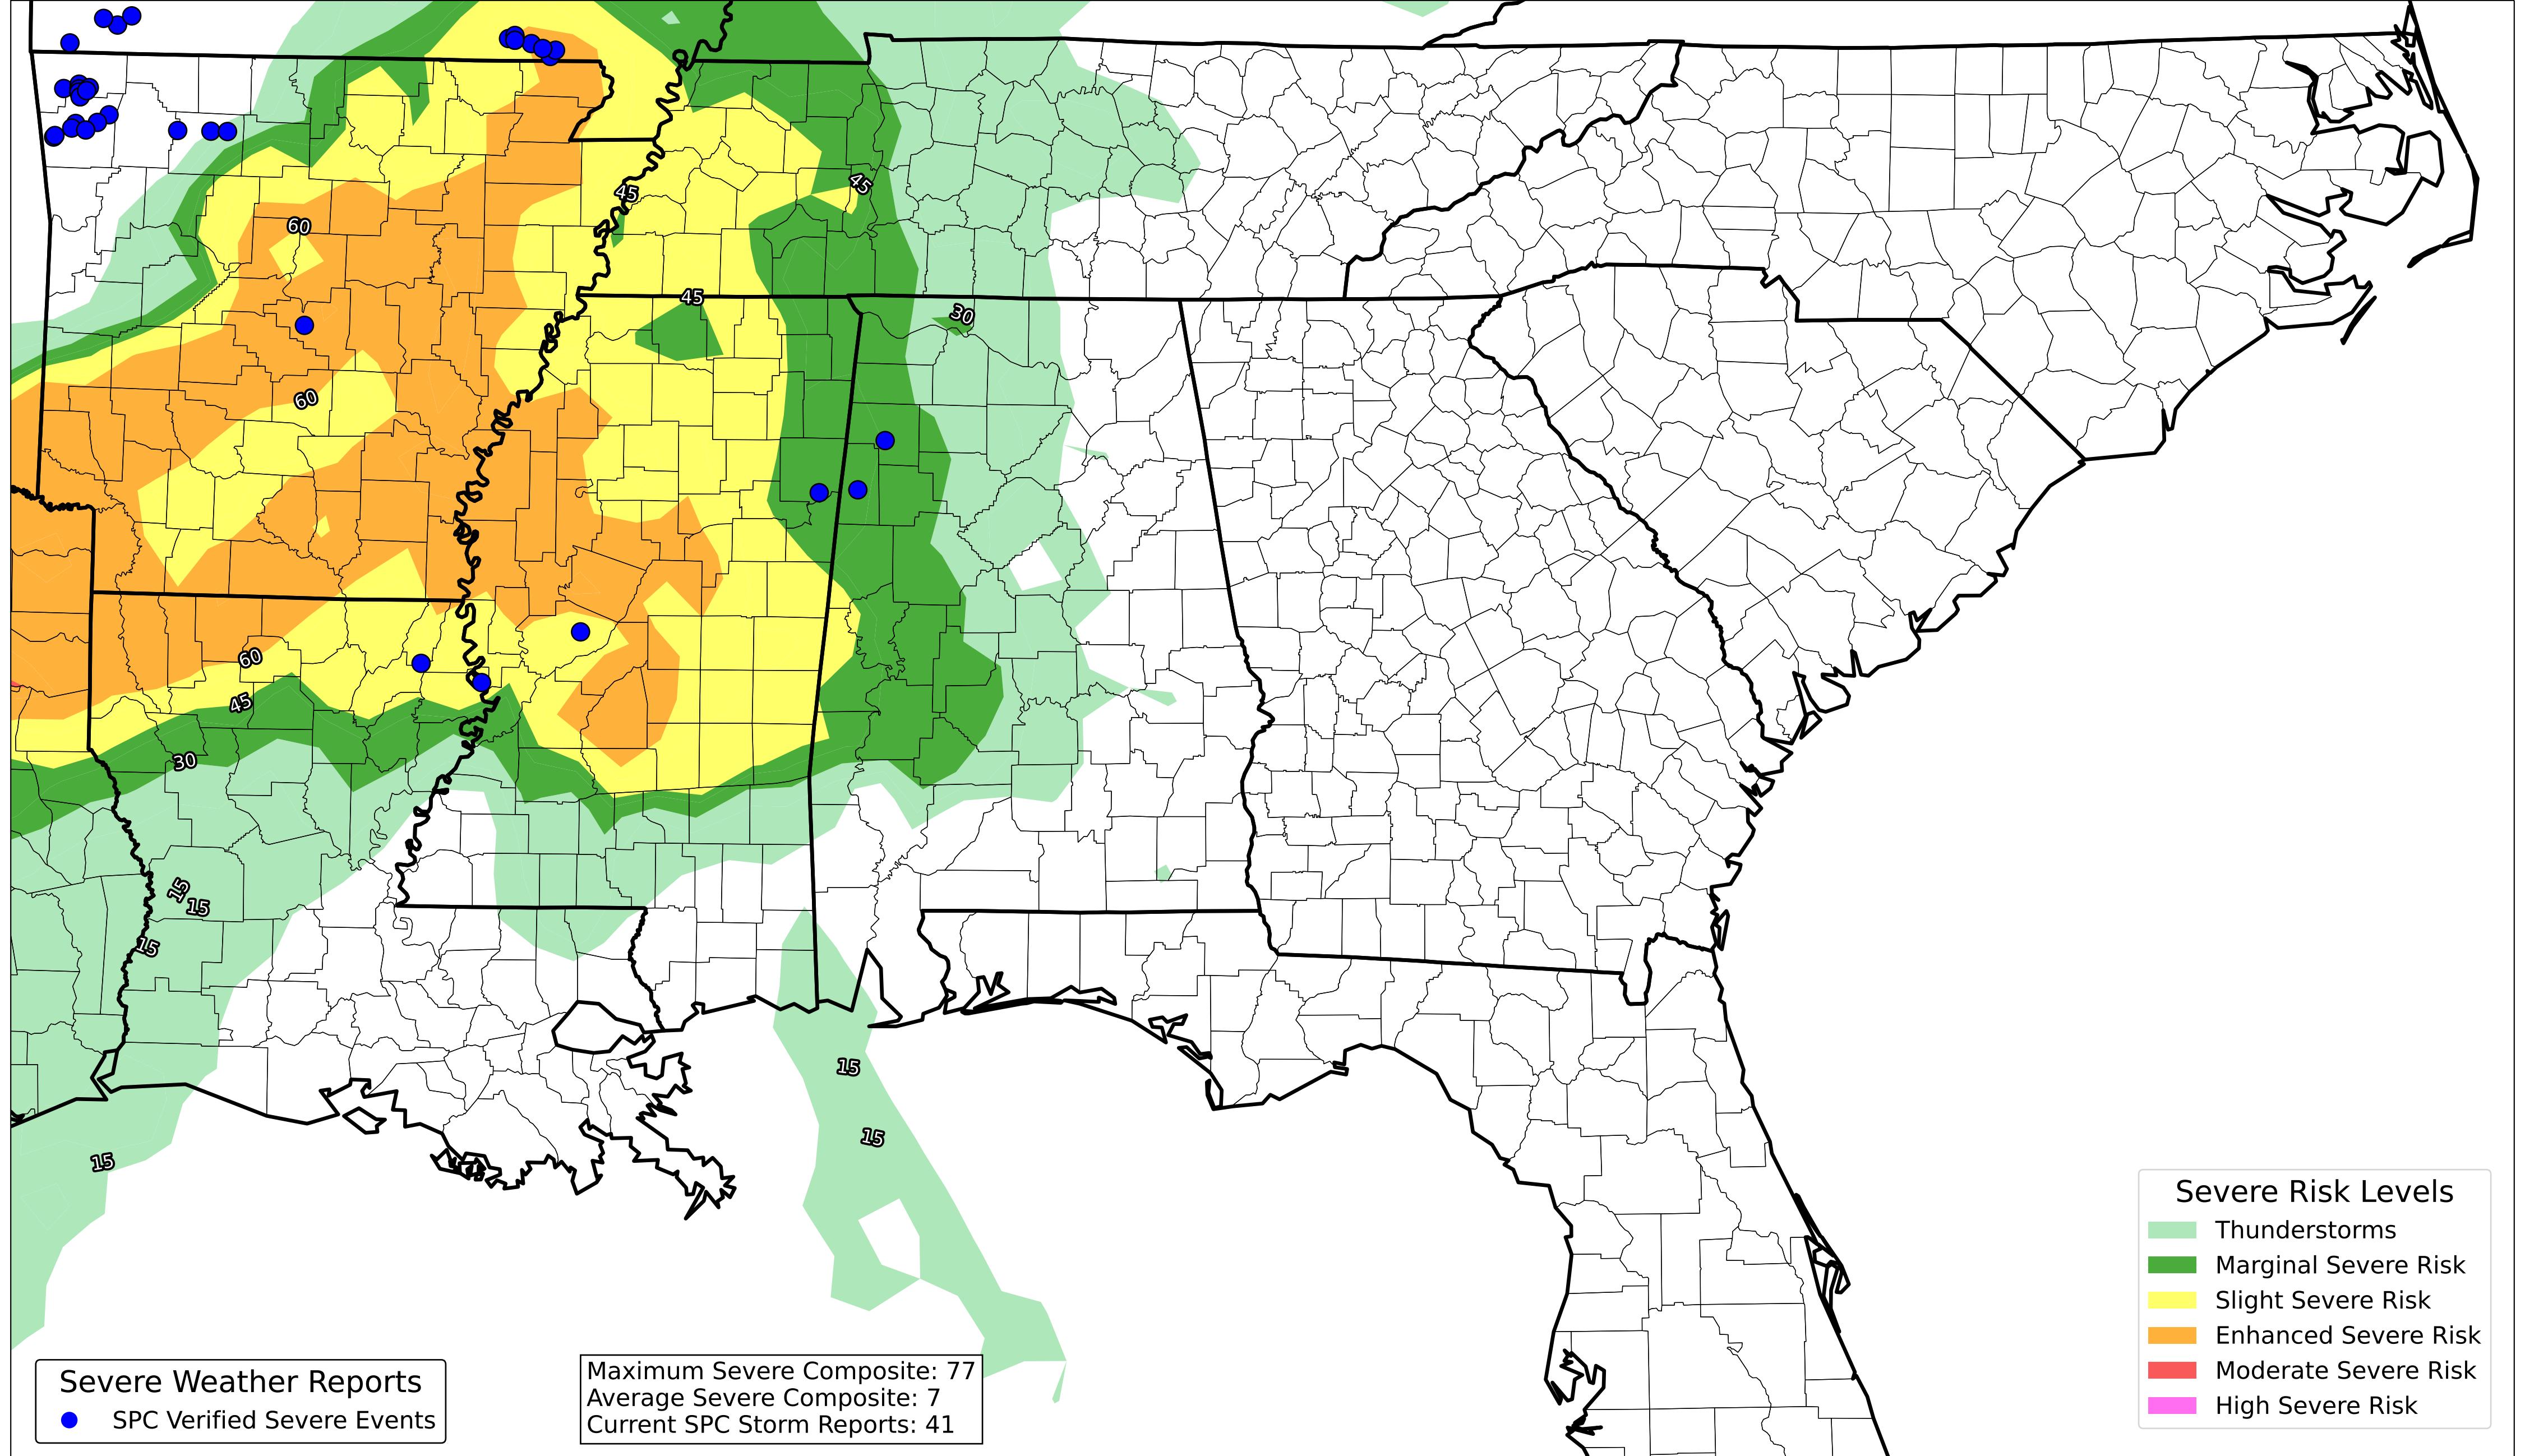 45
45
60
45
30
60
60
45
30
15
15
15
15
15
15
Severe Risk Levels
Thunderstorms
Marginal Severe Risk
Slight Severe Risk
Enhanced Severe Risk
Moderate Severe Risk
High Severe Risk
Maximum Severe Composite: 77
Average Severe Composite: 7
Current SPC Storm Reports: 41
Severe Weather Reports
SPC Verified Severe Events